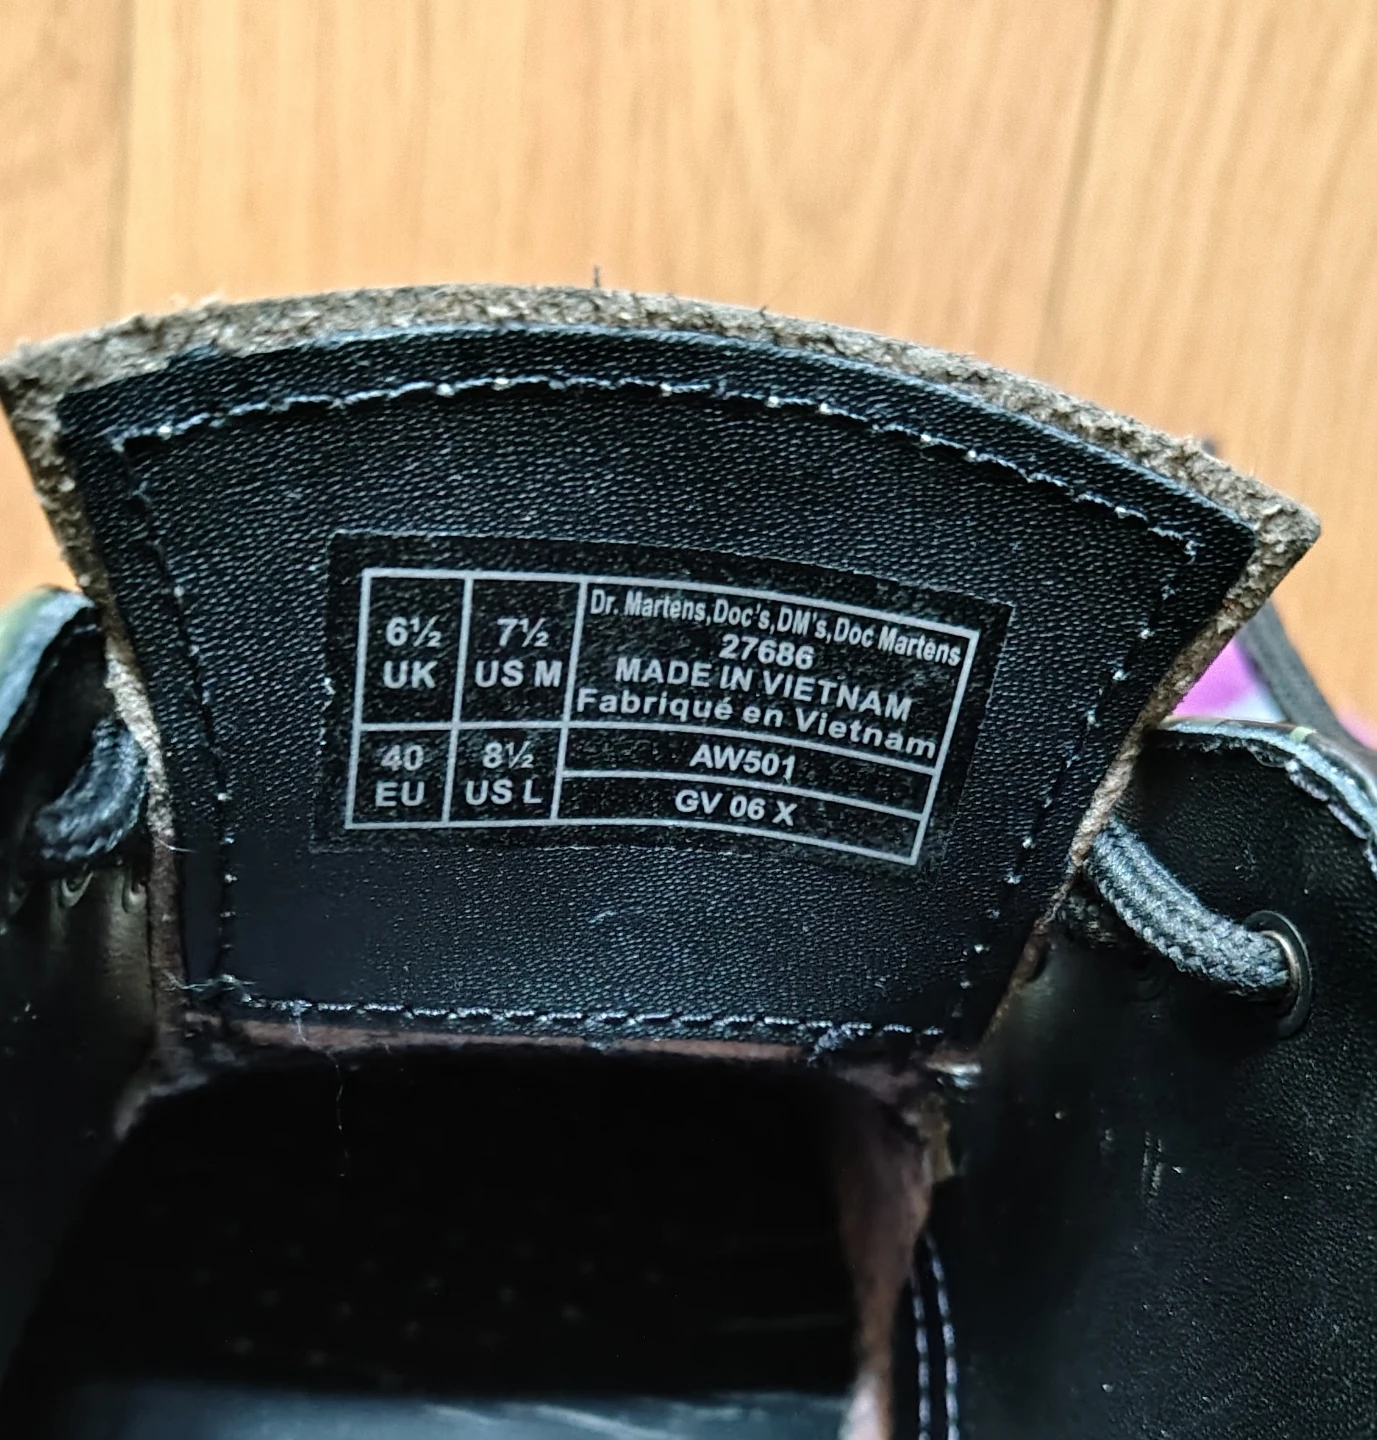 6½
UK
7½
US M
Dr. Martens,Doc's,DM's,Doc Martens
27686
MADE IN VIETNAM
Fabriqué en Vietnam
40
EU
8½
US L
AW501
GV 06 X